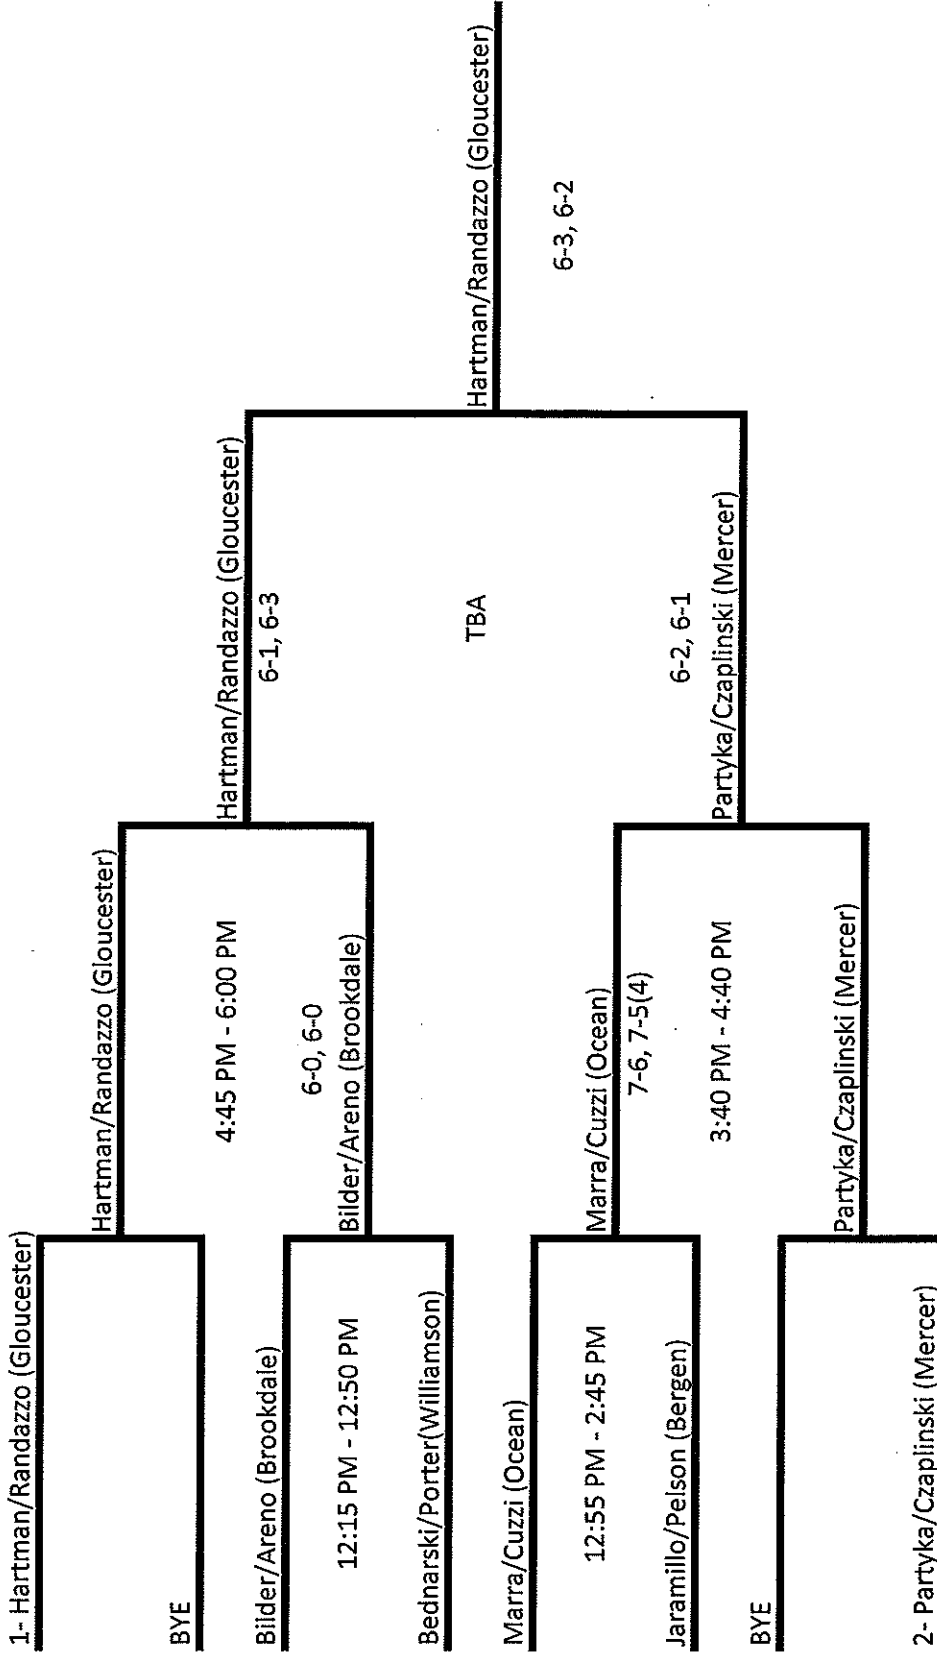 1- Hartman/Randazzo (Gloucester)
BYE
Bilder/Areno (Brookdale)
12:15 PM - 12:50 PM
Bednarski/Porter(Williamson)
Marra/Cuzzi (Ocean)
12:55 PM - 2:45 PM
Jaramillo/Pelson (Bergen)
BYE
2- Partyka/Czaplinski (Mercer)
Hartman/Randazzo (Gloucester)
4:45 PM - 6:00 PM
6-0, 6-0
Bilder/Areno (Brookdale)
Marra/Cuzzi (Ocean)
7-6, 7-5(4)
3:40 PM - 4:40 PM
Partyka/Czaplinski (Mercer)
Hartman/Randazzo (Gloucester)
6-1, 6-3
TBA
6-2, 6-1
Partyka/Czaplinski (Mercer)
Hartman/Randazzo (Gloucester)
6-3, 6-2